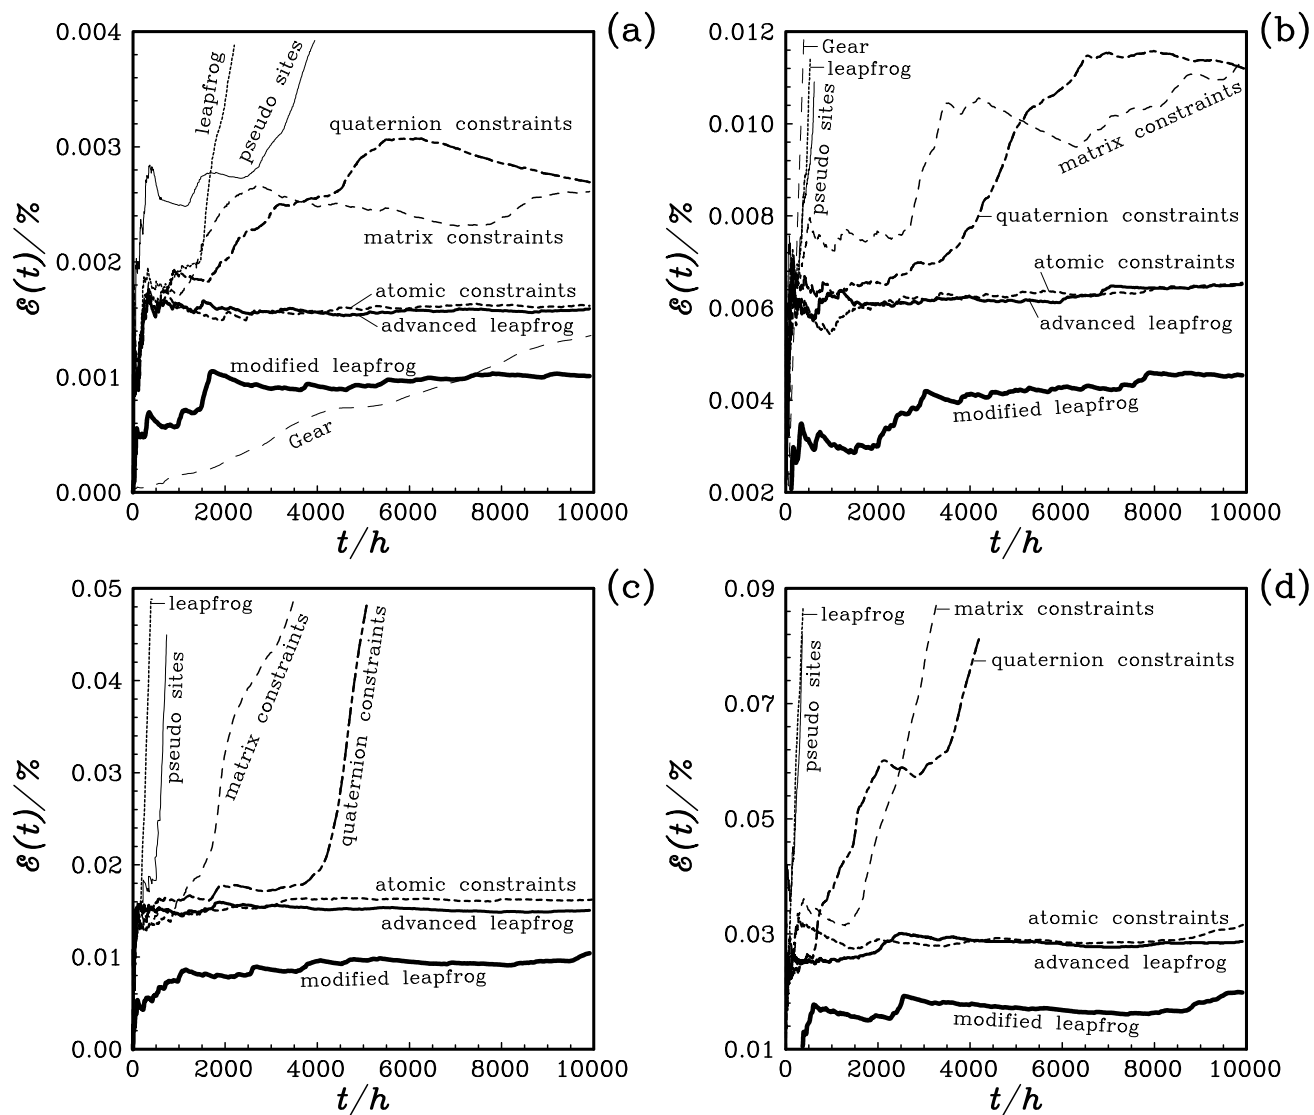 (a)
0.004
0.003
0.002
0.001
0.000
ℰ(t)/%
leapfrog
pseudo sites
quaternion constraints
matrix constraints
atomic constraints
advanced leapfrog
modified leapfrog
Gear
0 2000 4000 6000 8000 10000
t/h
(b)
0.012
0.010
0.008
0.006
0.004
0.002
ℰ(t)/%
Gear
leapfrog
pseudo sites
matrix constraints
quaternion constraints
atomic constraints
advanced leapfrog
modified leapfrog
0 2000 4000 6000 8000 10000
t/h
(c)
0.05
0.04
0.03
0.02
0.01
0.00
ℰ(t)/%
leapfrog
pseudo sites
matrix constraints
quaternion constraints
atomic constraints
advanced leapfrog
modified leapfrog
0 2000 4000 6000 8000 10000
t/h
(d)
0.09
0.07
0.05
0.03
0.01
ℰ(t)/%
leapfrog
pseudo sites
matrix constraints
quaternion constraints
atomic constraints
advanced leapfrog
modified leapfrog
0 2000 4000 6000 8000 10000
t/h